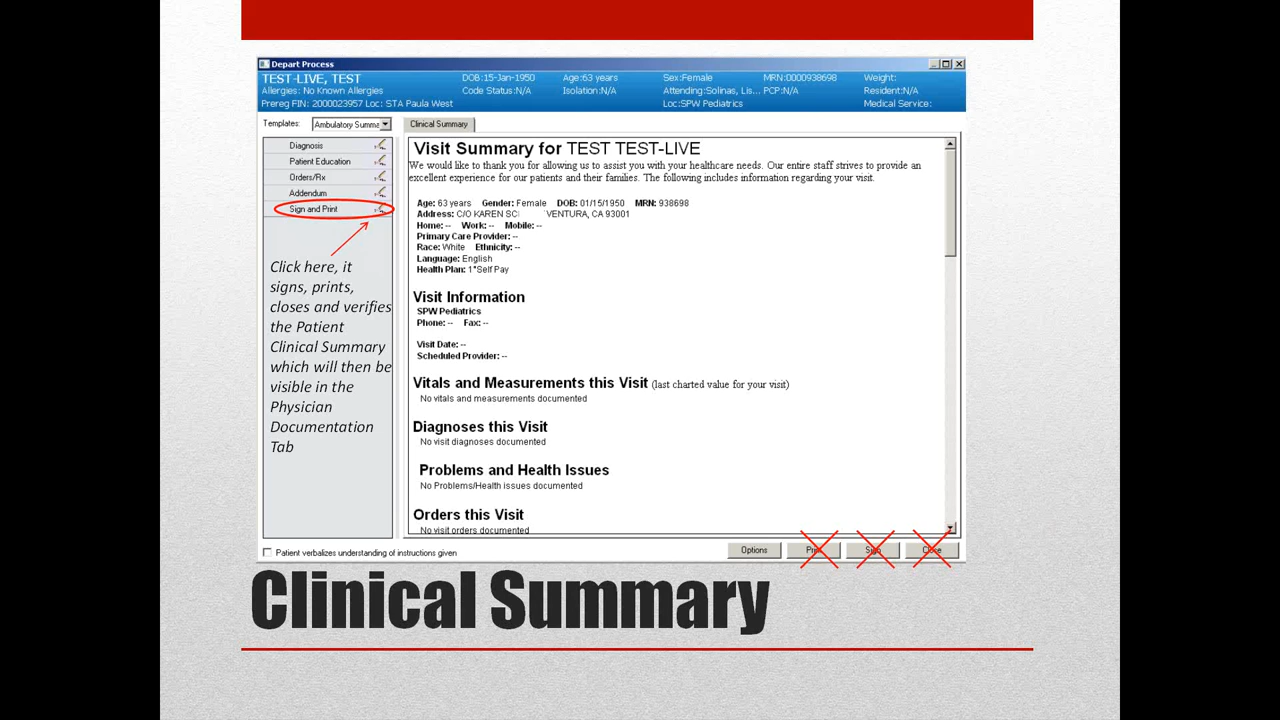 Depart Process
TEST-LIVE, TEST DOB:15-Jan-1950 Age:63 years Sex:Female MRN:0000938698 Weight:
Allergies: No Known Allergies Code Status:N/A Isolation:N/A Attending:Solinas, Lis... PCP:N/A Resident:N/A
Prereg FIN: 2000023957 Loc: STA Paula West Loc:SPW Pediatrics Medical Service:
Templates: Ambulatory Summa
Clinical Summary
Diagnosis
Patient Education
Orders/Rx
Addendum
Sign and Print
Click here, it
signs, prints,
closes and verifies
the Patient
Clinical Summary
which will then be
visible in the
Physician
Documentation
Tab
Visit Summary for TEST TEST-LIVE
We would like to thank you for allowing us to assist you with your healthcare needs. Our entire staff strives to provide an
excellent experience for our patients and their families. The following includes information regarding your visit.
Age: 63 years Gender: Female DOB: 01/15/1950 MRN: 938698
Address: C/O KAREN SC VENTURA, CA 93001
Home: -- Work: -- Mobile: --
Primary Care Provider: --
Race: White Ethnicity: --
Language: English
Health Plan: 1*Self Pay
Visit Information
SPW Pediatrics
Phone: -- Fax: --
Visit Date: --
Scheduled Provider: --
Vitals and Measurements this Visit (last charted value for your visit)
No vitals and measurements documented
Diagnoses this Visit
No visit diagnoses documented
Problems and Health Issues
No Problems/Health issues documented
Orders this Visit
No visit orders documented
Patient verbalizes understanding of instructions given
Options Print Sign Close
Clinical Summary